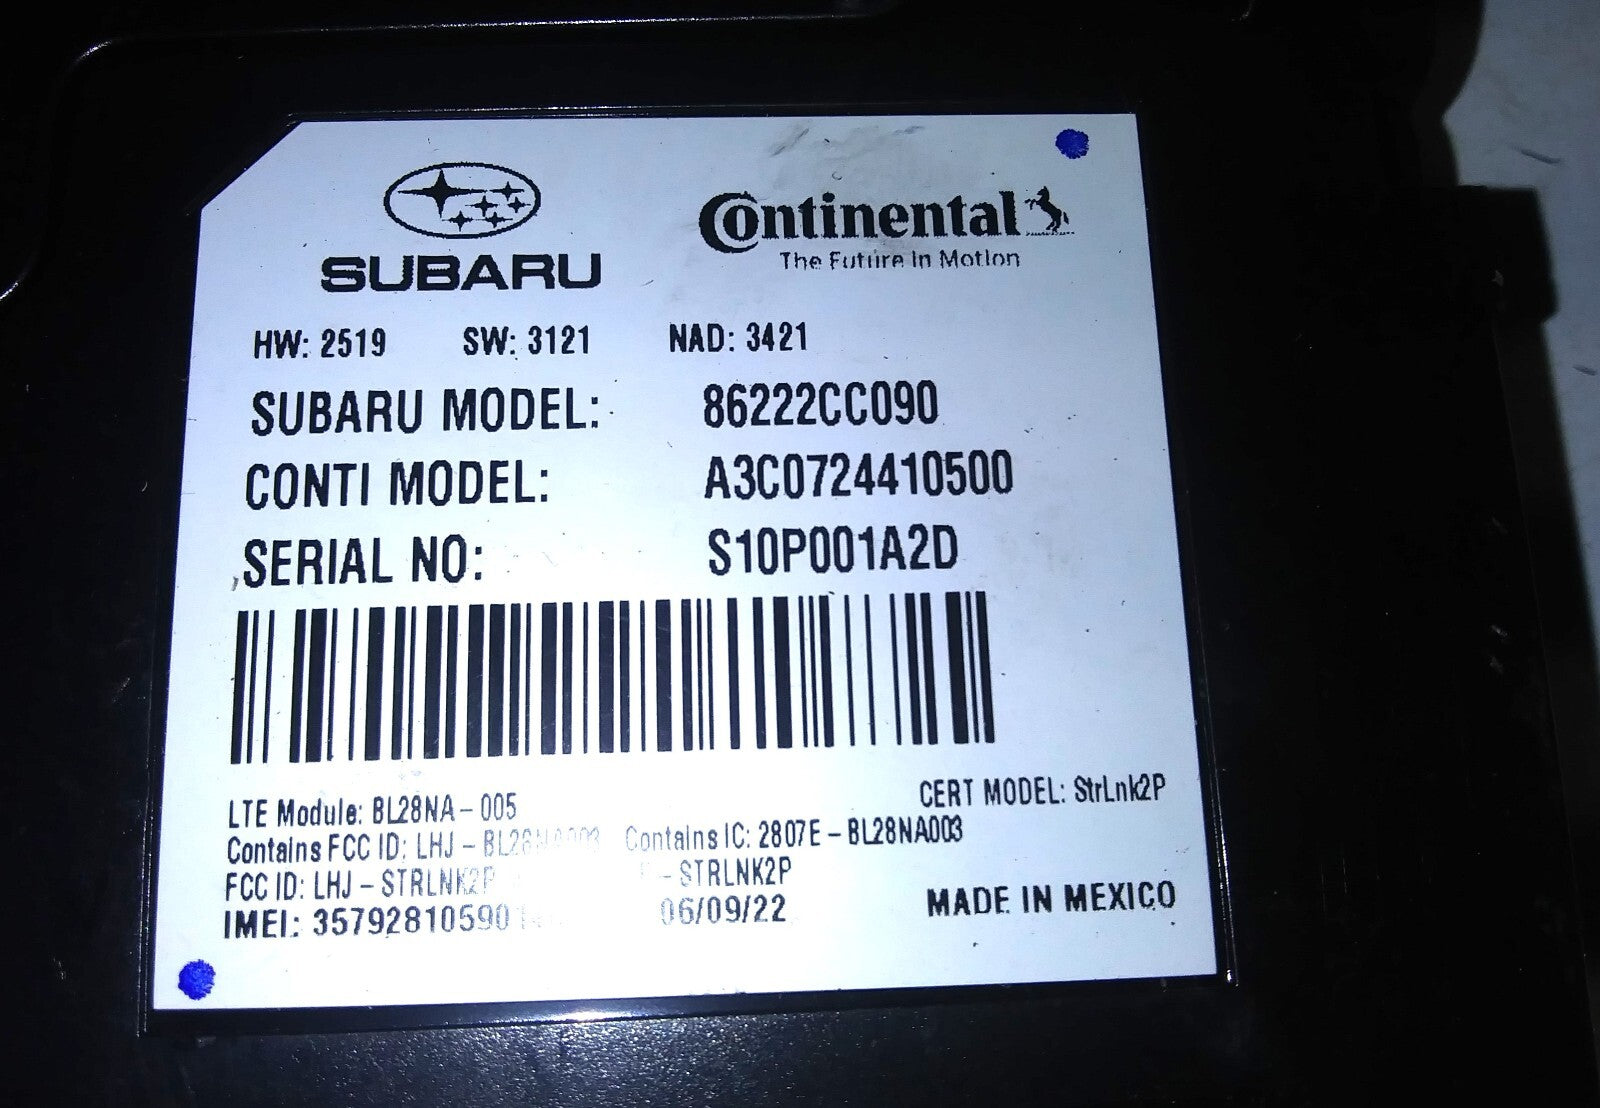 SUBARU
Continental
The Future in Motion
HW: 2519 SW: 3121 NAD: 3421
SUBARU MODEL: 86222CC090
CONTI MODEL: A3C0724410500
SERIAL NO: S10P001A2D
LTE Module: BL28NA-005 CERT MODEL: StrLnk2P
Contains FCC ID: LHJ-BL28NA003 Contains IC: 2807E-BL28NA003
FCC ID: LHJ-STRLNK2P -STRLNK2P
IMEI: 06/09/22 MADE IN MEXICO